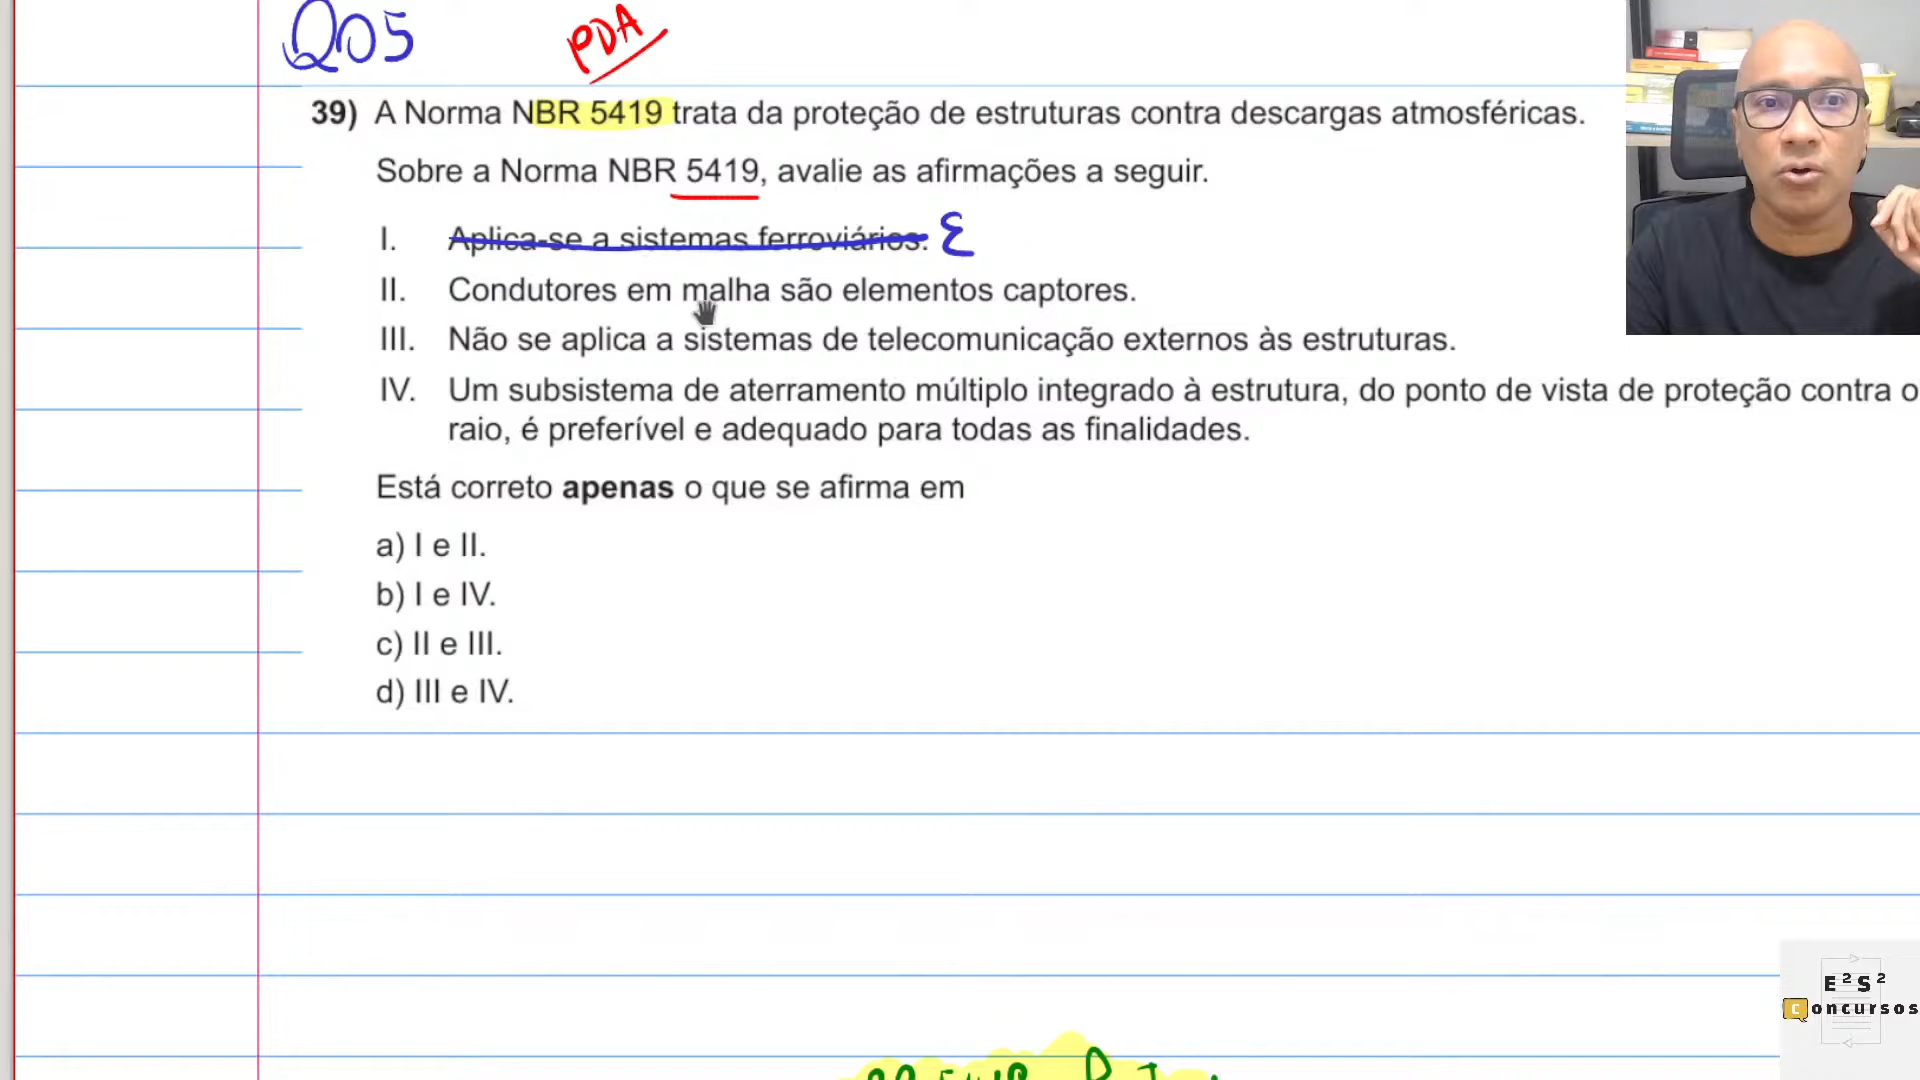 Q05
PDA
39) A Norma NBR 5419 trata da proteção de estruturas contra descargas atmosféricas.
Sobre a Norma NBR 5419, avalie as afirmações a seguir.
I. Aplica-se a sistemas ferroviários. E
II. Condutores em malha são elementos captores.
III. Não se aplica a sistemas de telecomunicação externos às estruturas.
IV. Um subsistema de aterramento múltiplo integrado à estrutura, do ponto de vista de proteção contra o
raio, é preferível e adequado para todas as finalidades.
Está correto apenas o que se afirma em
a) I e II.
b) I e IV.
c) II e III.
d) III e IV.
E²S²
Concursos